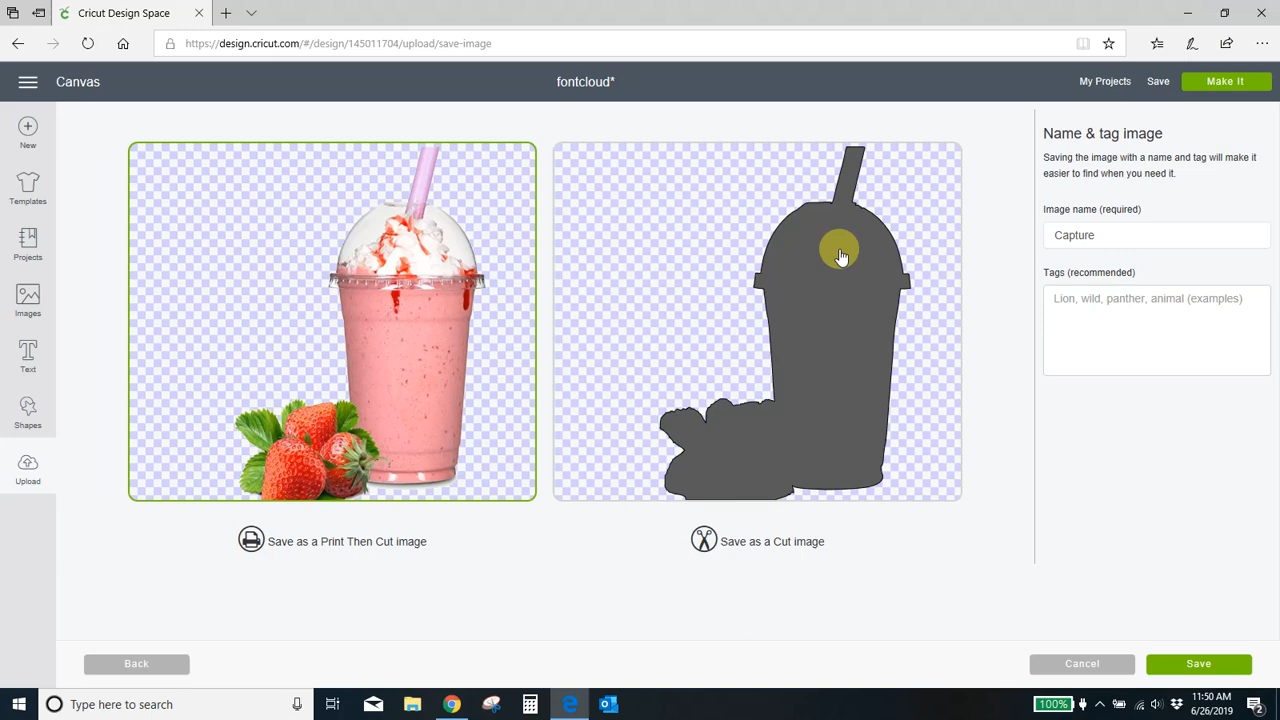 Cricut Design Space
https://design.cricut.com/#/design/145011704/upload/save-image
Canvas
fontcloud*
My Projects
Save
Make It
New
Templates
Projects
Images
Text
Shapes
Upload
Save as a Print Then Cut image
Save as a Cut image
Name & tag image
Saving the image with a name and tag will make it
easier to find when you need it.
Image name (required)
Capture
Tags (recommended)
Lion, wild, panther, animal (examples)
Back
Cancel
Save
Type here to search
100%
11:50 AM
6/26/2019
2